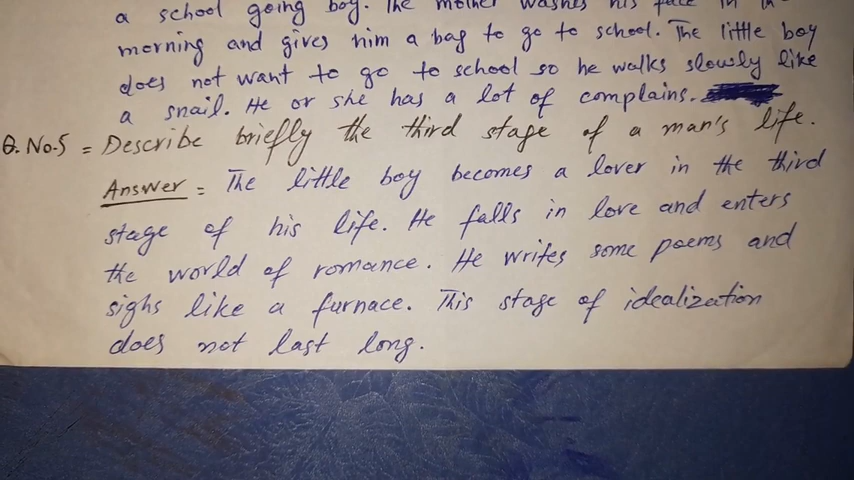 a school going boy. The mother washes his face in
morning and gives him a bag to go to school. The little boy
does not want to go to school so he walks slowly like
a snail. He or she has a lot of complains.
Q. No.5 = Describe briefly the third stage of a man's life.
Answer = The little boy becomes a lover in the third
stage of his life. He falls in love and enters
the world of romance. He writes some poems and
sighs like a furnace. This stage of idealization
does not last long.